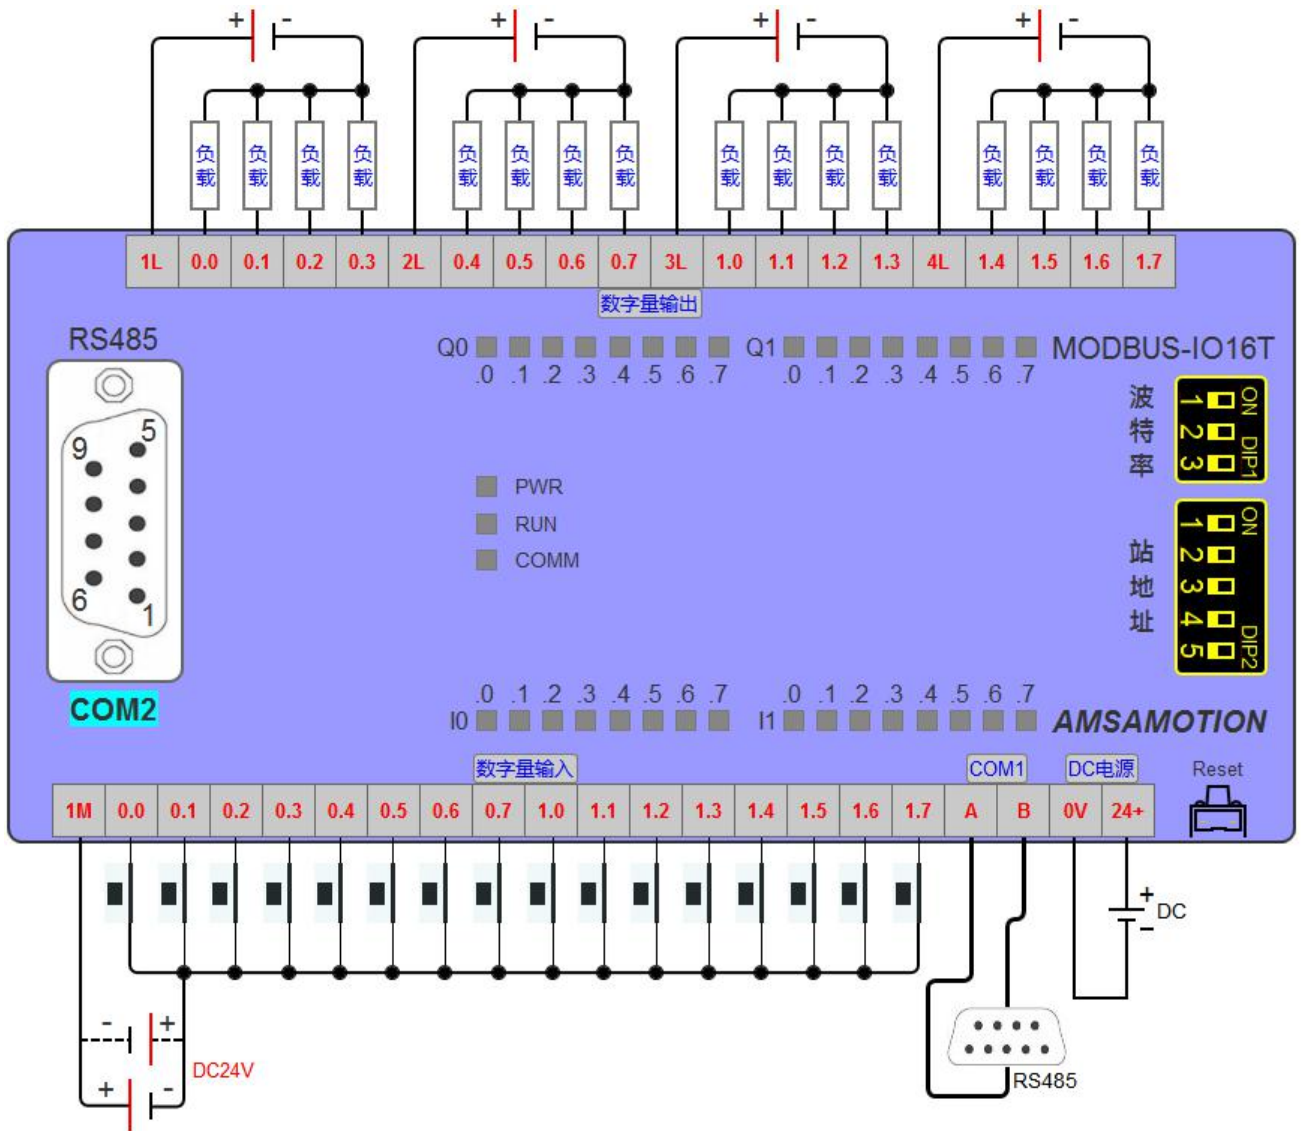 + - + - + - + -
负载 负载 负载 负载 负载 负载 负载 负载 负载 负载 负载 负载 负载 负载 负载 负载
1L 0.0 0.1 0.2 0.3 2L 0.4 0.5 0.6 0.7 3L 1.0 1.1 1.2 1.3 4L 1.4 1.5 1.6 1.7
数字量输出
RS485
Q0
.0 .1 .2 .3 .4 .5 .6 .7
Q1
.0 .1 .2 .3 .4 .5 .6 .7
MODBUS-IO16T
波特率
1 2 3
ON DIP1
9 5
6 1
PWR
RUN
COMM
站地址
1 2 3 4 5
ON DIP2
COM2
.0 .1 .2 .3 .4 .5 .6 .7
I0
.0 .1 .2 .3 .4 .5 .6 .7
I1
AMSAMOTION
数字量输入
COM1
DC电源
Reset
1M 0.0 0.1 0.2 0.3 0.4 0.5 0.6 0.7 1.0 1.1 1.2 1.3 1.4 1.5 1.6 1.7 A B 0V 24+
+
DC
-
- +
DC24V
+ -
RS485